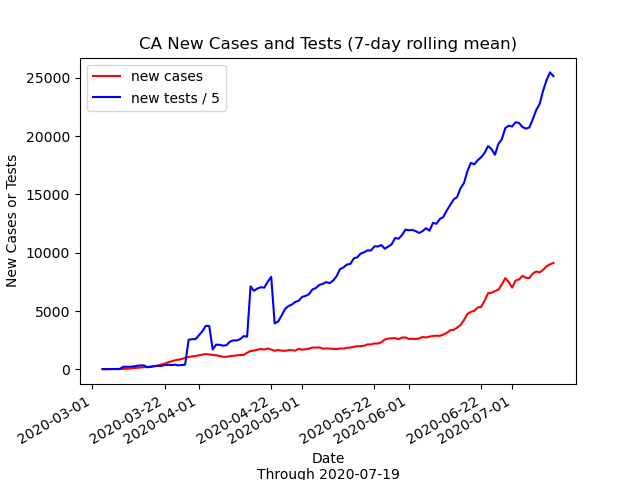 CA New Cases and Tests (7-day rolling mean)
new cases
new tests / 5
25000
20000
15000
10000
5000
0
New Cases or Tests
2020-03-01
2020-03-22
2020-04-01
2020-04-22
2020-05-01
2020-05-22
2020-06-01
2020-06-22
2020-07-01
Date
Through 2020-07-19